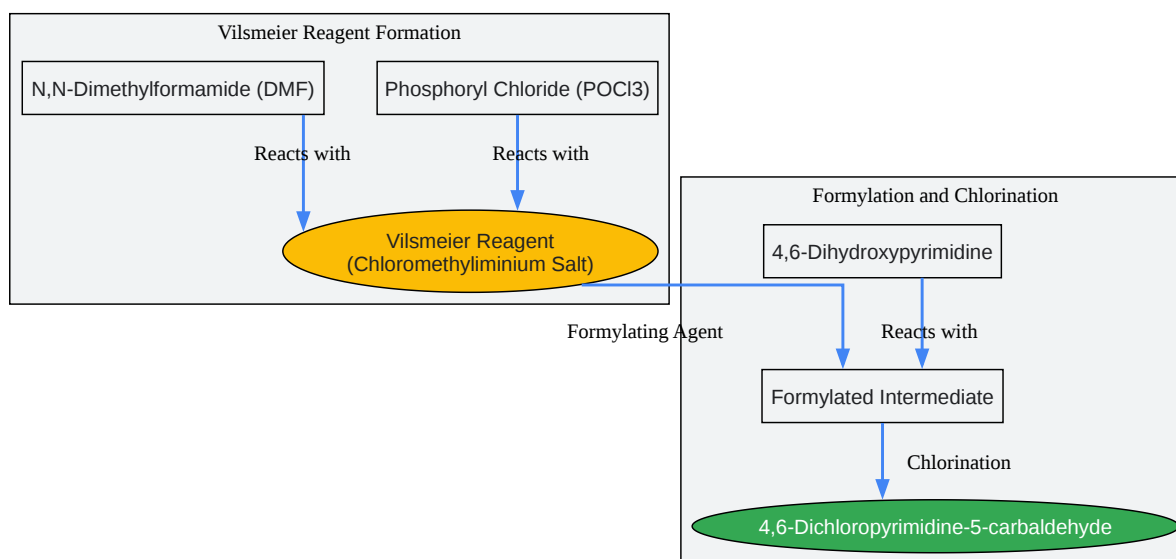 Vilsmeier Reagent Formation
N,N-Dimethylformamide (DMF)
Phosphoryl Chloride (POCl3)
Reacts with
Reacts with
Vilsmeier Reagent
(Chloromethyliminium Salt)
Formylation and Chlorination
4,6-Dihydroxypyrimidine
Formylating Agent
Reacts with
Formylated Intermediate
Chlorination
4,6-Dichloropyrimidine-5-carbaldehyde